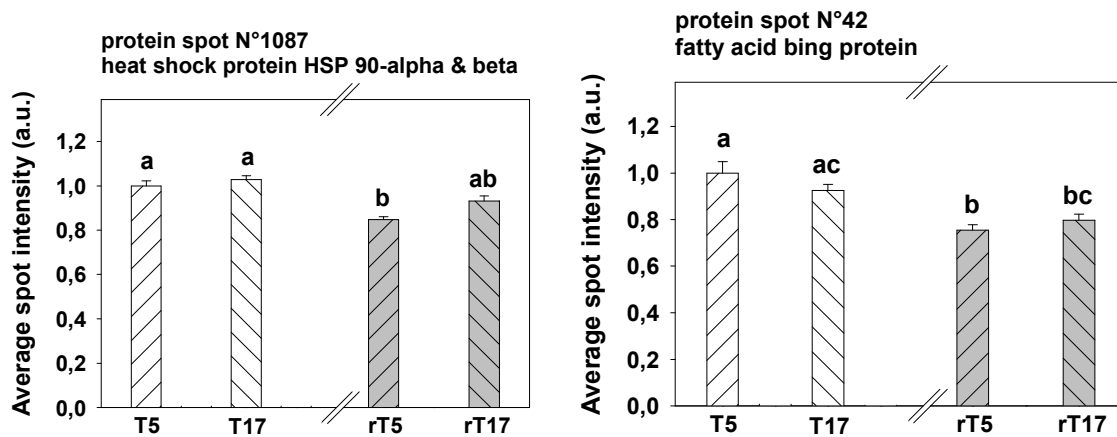 protein spot N°1087
heat shock protein HSP 90-alpha & beta
Average spot intensity (a.u.)
1,2
1,0
0,8
0,6
0,4
0,2
0,0
a
a
b
ab
T5
T17
rT5
rT17
protein spot N°42
fatty acid bing protein
Average spot intensity (a.u.)
1,2
1,0
0,8
0,6
0,4
0,2
0,0
a
ac
b
bc
T5
T17
rT5
rT17